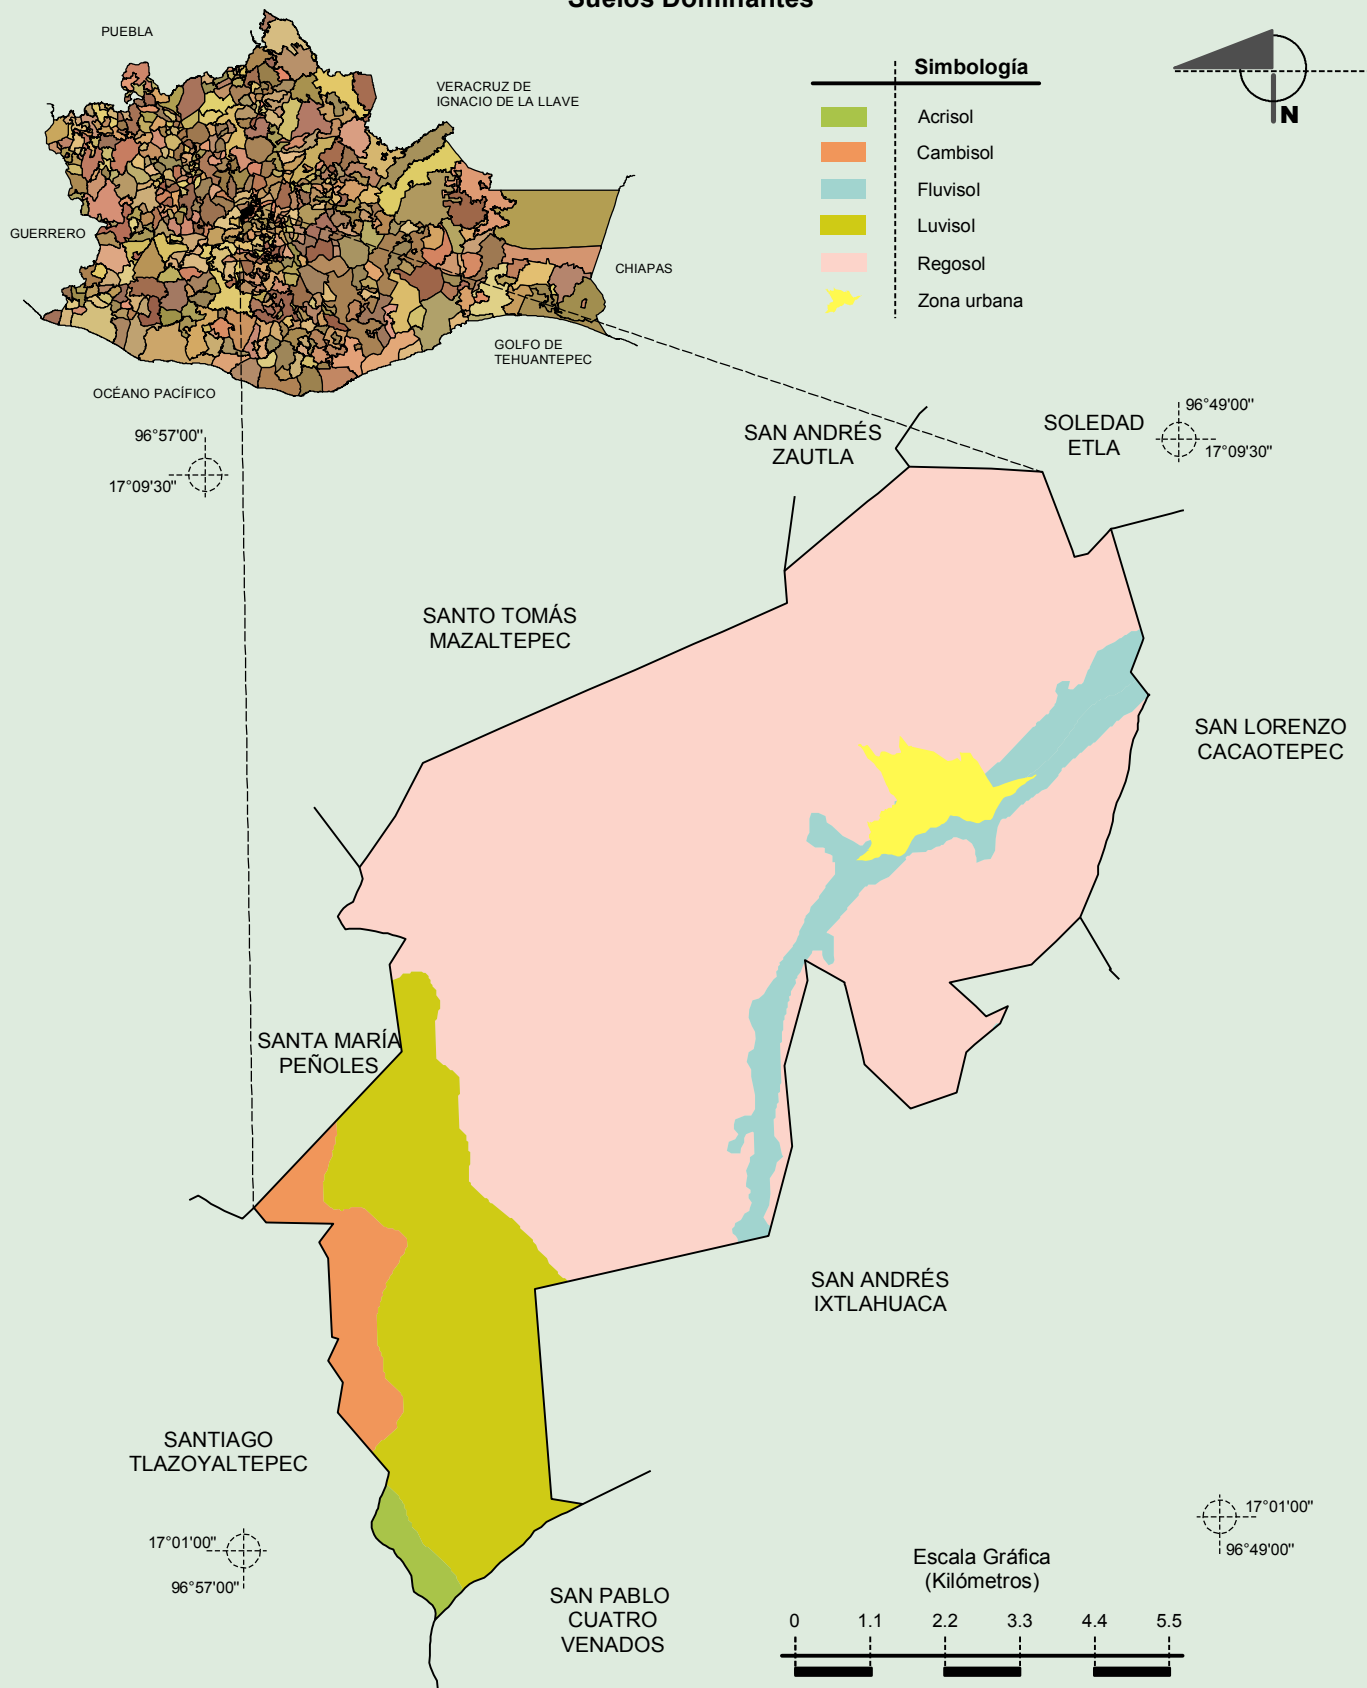 Suelos Dominantes
PUEBLA
VERACRUZ DE
IGNACIO DE LA LLAVE
GUERRERO
CHIAPAS
GOLFO DE
TEHUANTEPEC
OCÉANO PACÍFICO
Simbología
Acrisol
Cambisol
Fluvisol
Luvisol
Regosol
Zona urbana
N
96°57'00"
17°09'30"
96°49'00"
17°09'30"
SAN ANDRÉS
ZAUTLA
SOLEDAD
ETLA
SANTO TOMÁS
MAZALTEPEC
SAN LORENZO
CACAOTEPEC
SANTA MARÍA
PEÑOLES
SAN ANDRÉS
IXTLAHUACA
SANTIAGO
TLAZOYALTEPEC
17°01'00"
96°57'00"
17°01'00"
96°49'00"
SAN PABLO
CUATRO
VENADOS
Escala Gráfica
(Kilómetros)
0 1.1 2.2 3.3 4.4 5.5